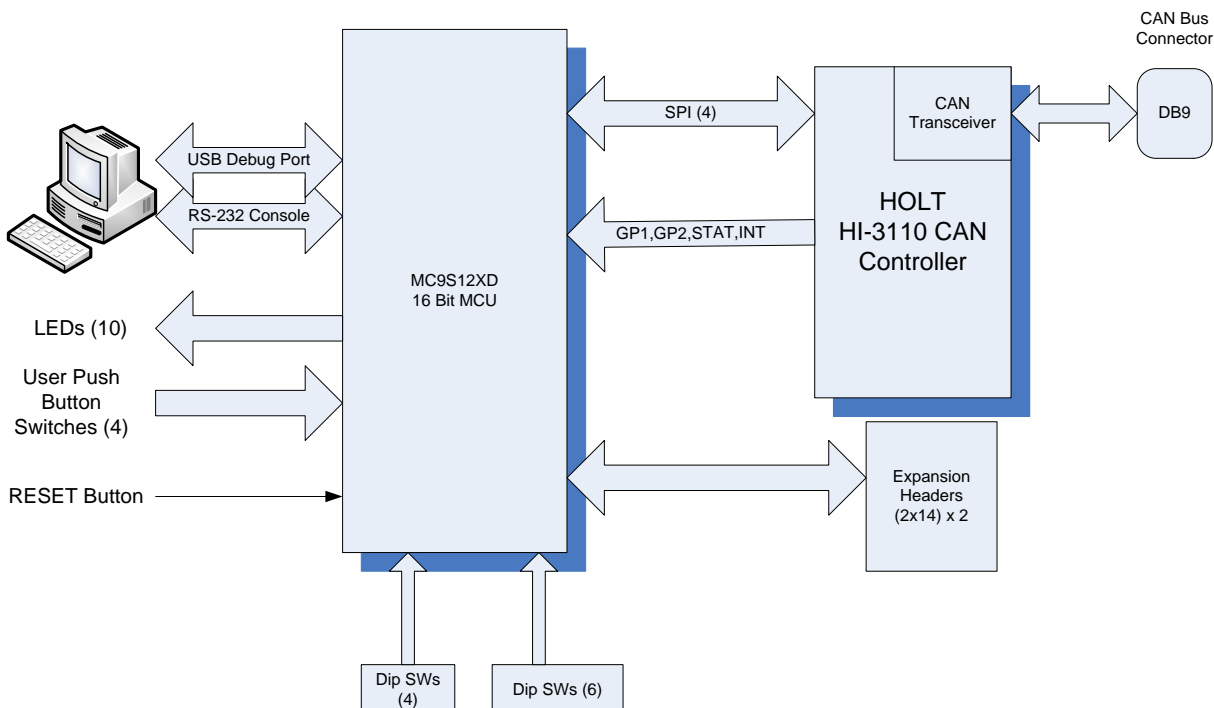 CAN Bus
Connector
SPI (4)
CAN
Transceiver
DB9
USB Debug Port
RS-232 Console
HOLT
HI-3110 CAN
Controller
GP1,GP2,STAT,INT
MC9S12XD
16 Bit MCU
LEDs (10)
User Push
Button
Switches (4)
RESET Button
Expansion
Headers
(2x14) x 2
Dip SWs
(4)
Dip SWs (6)